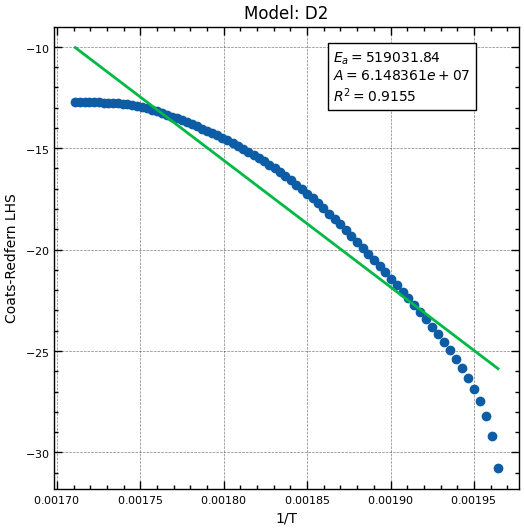 Model: D2
−10
−15
−20
−25
−30
Coats-Redfern LHS
E_a = 519031.84
A = 6.148361e + 07
R² = 0.9155
0.00170 0.00175 0.00180 0.00185 0.00190 0.00195
1/T